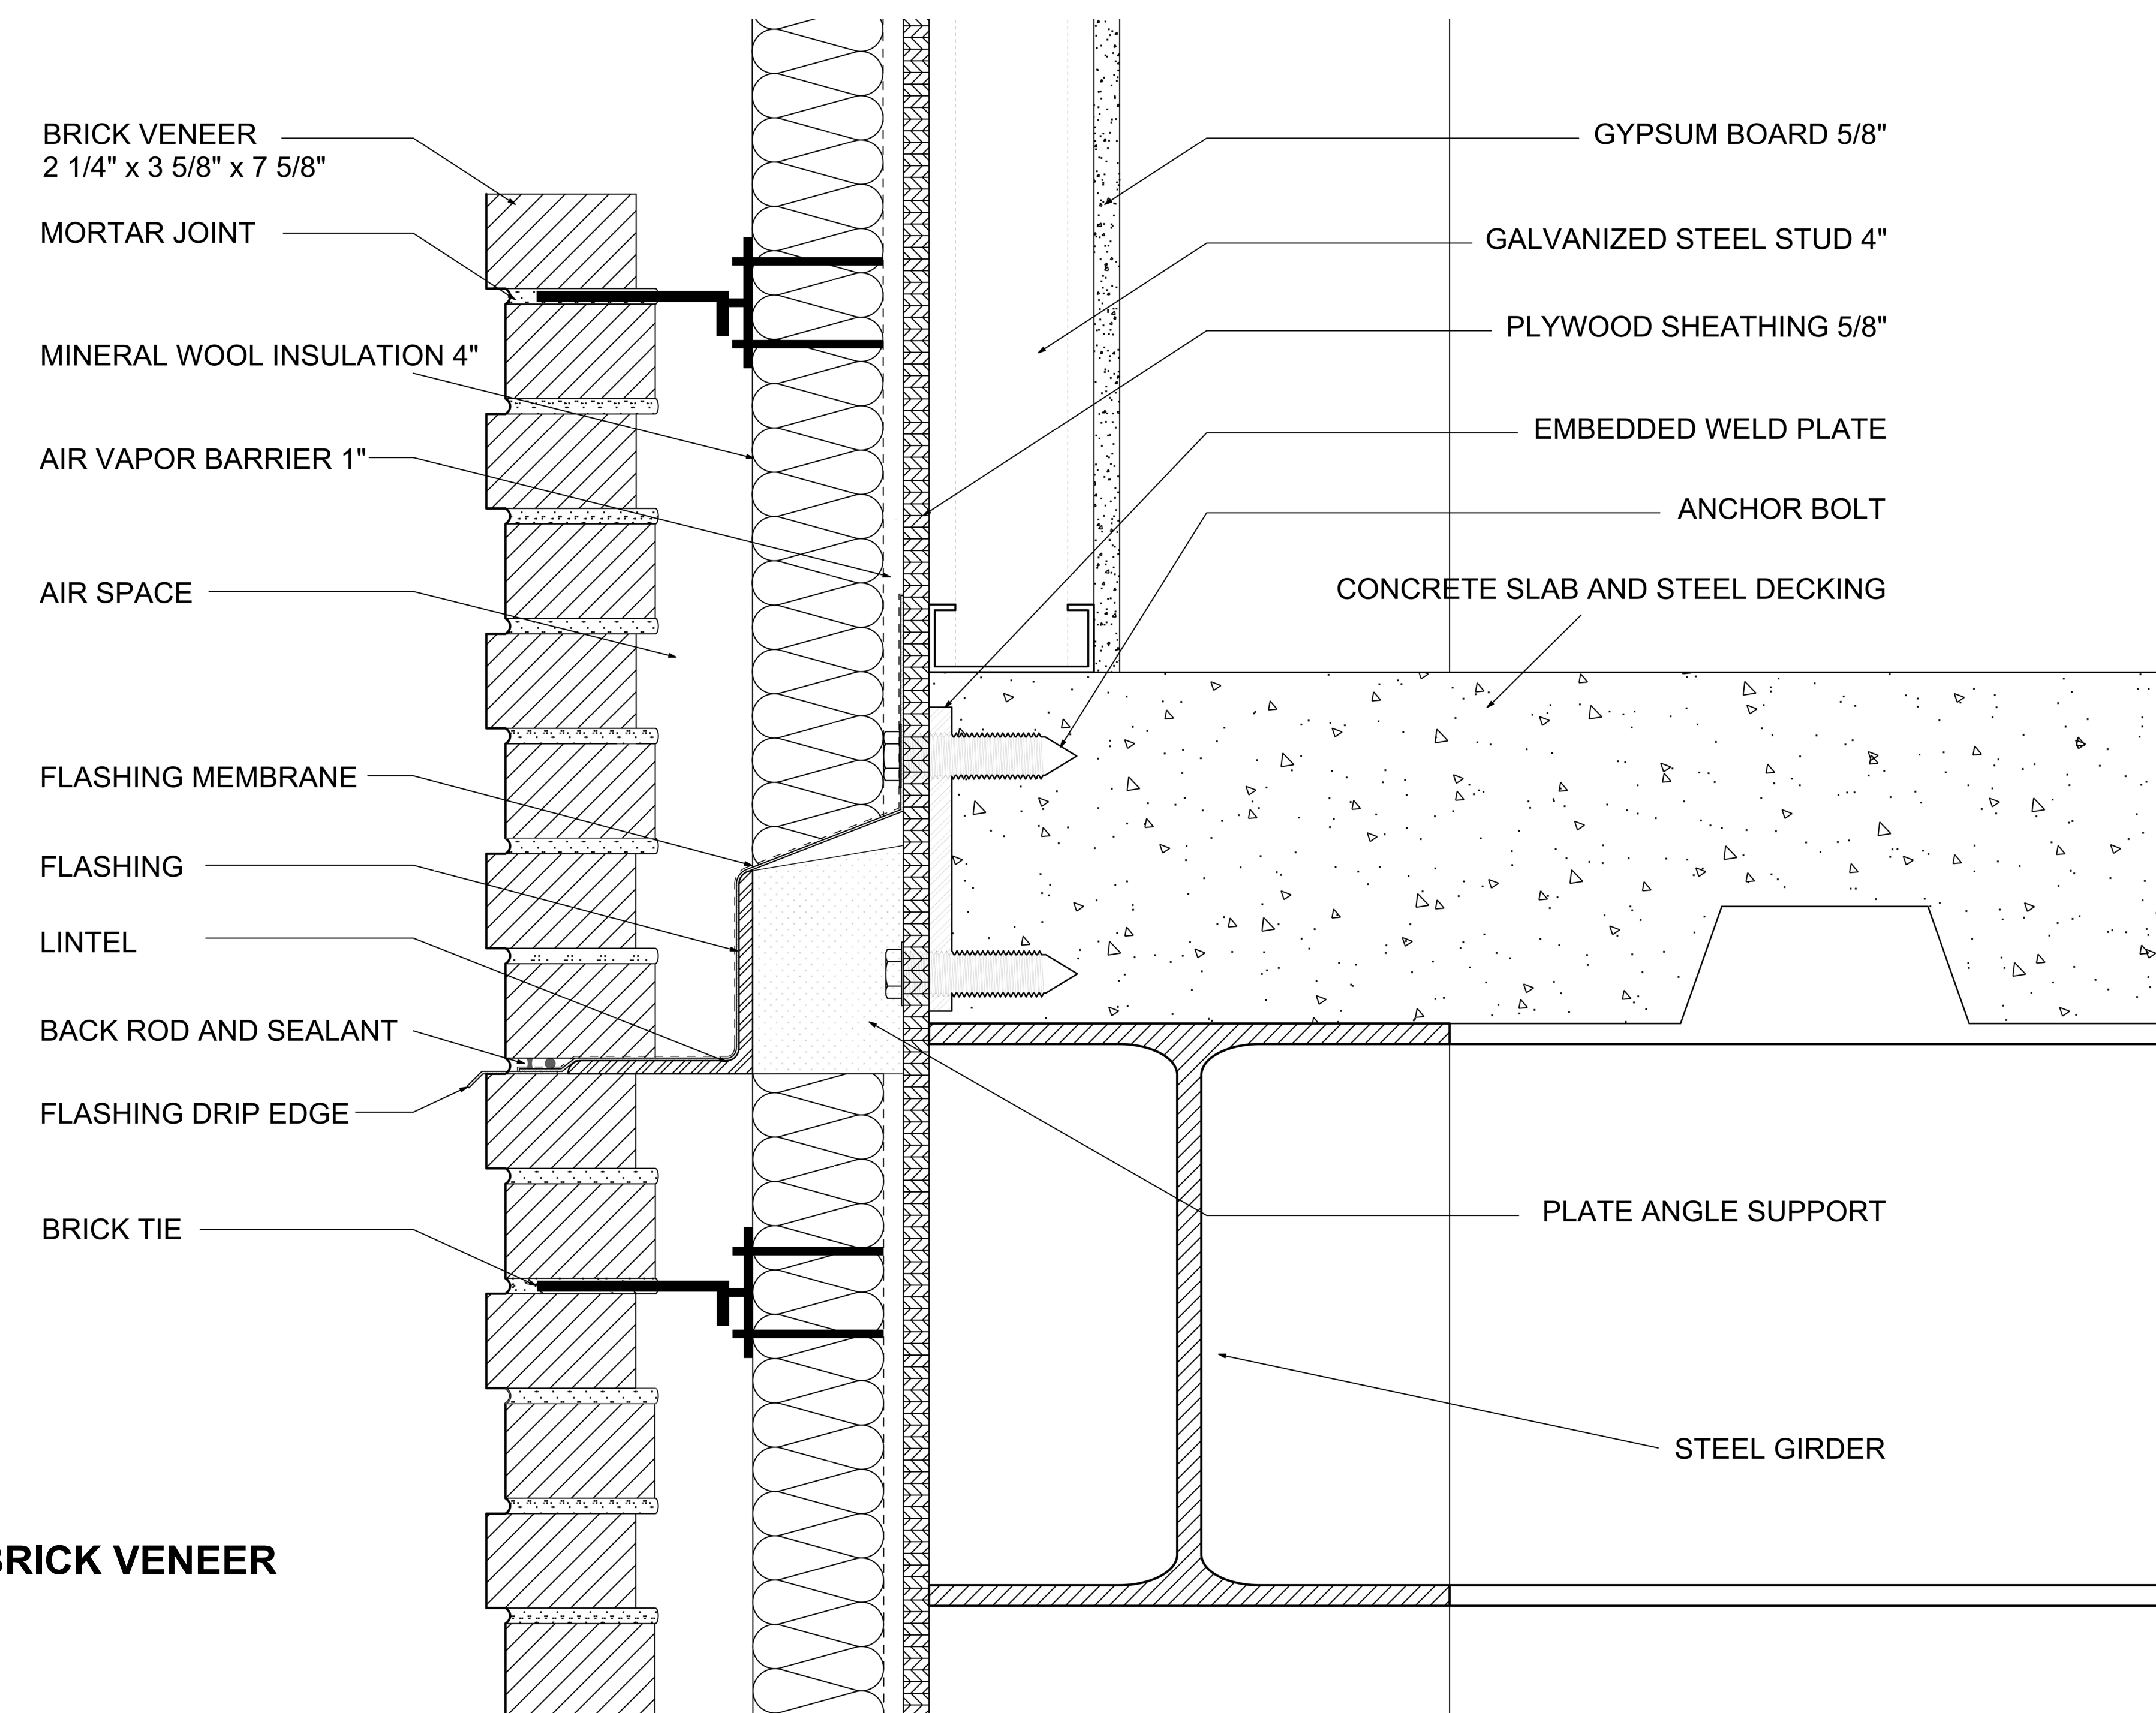 BRICK VENEER
2 1/4" x 3 5/8" x 7 5/8"
MORTAR JOINT
MINERAL WOOL INSULATION 4"
AIR VAPOR BARRIER 1"
AIR SPACE
FLASHING MEMBRANE
FLASHING
LINTEL
BACK ROD AND SEALANT
FLASHING DRIP EDGE
BRICK TIE
GYPSUM BOARD 5/8"
GALVANIZED STEEL STUD 4"
PLYWOOD SHEATHING 5/8"
EMBEDDED WELD PLATE
ANCHOR BOLT
CONCRETE SLAB AND STEEL DECKING
PLATE ANGLE SUPPORT
STEEL GIRDER
BRICK VENEER